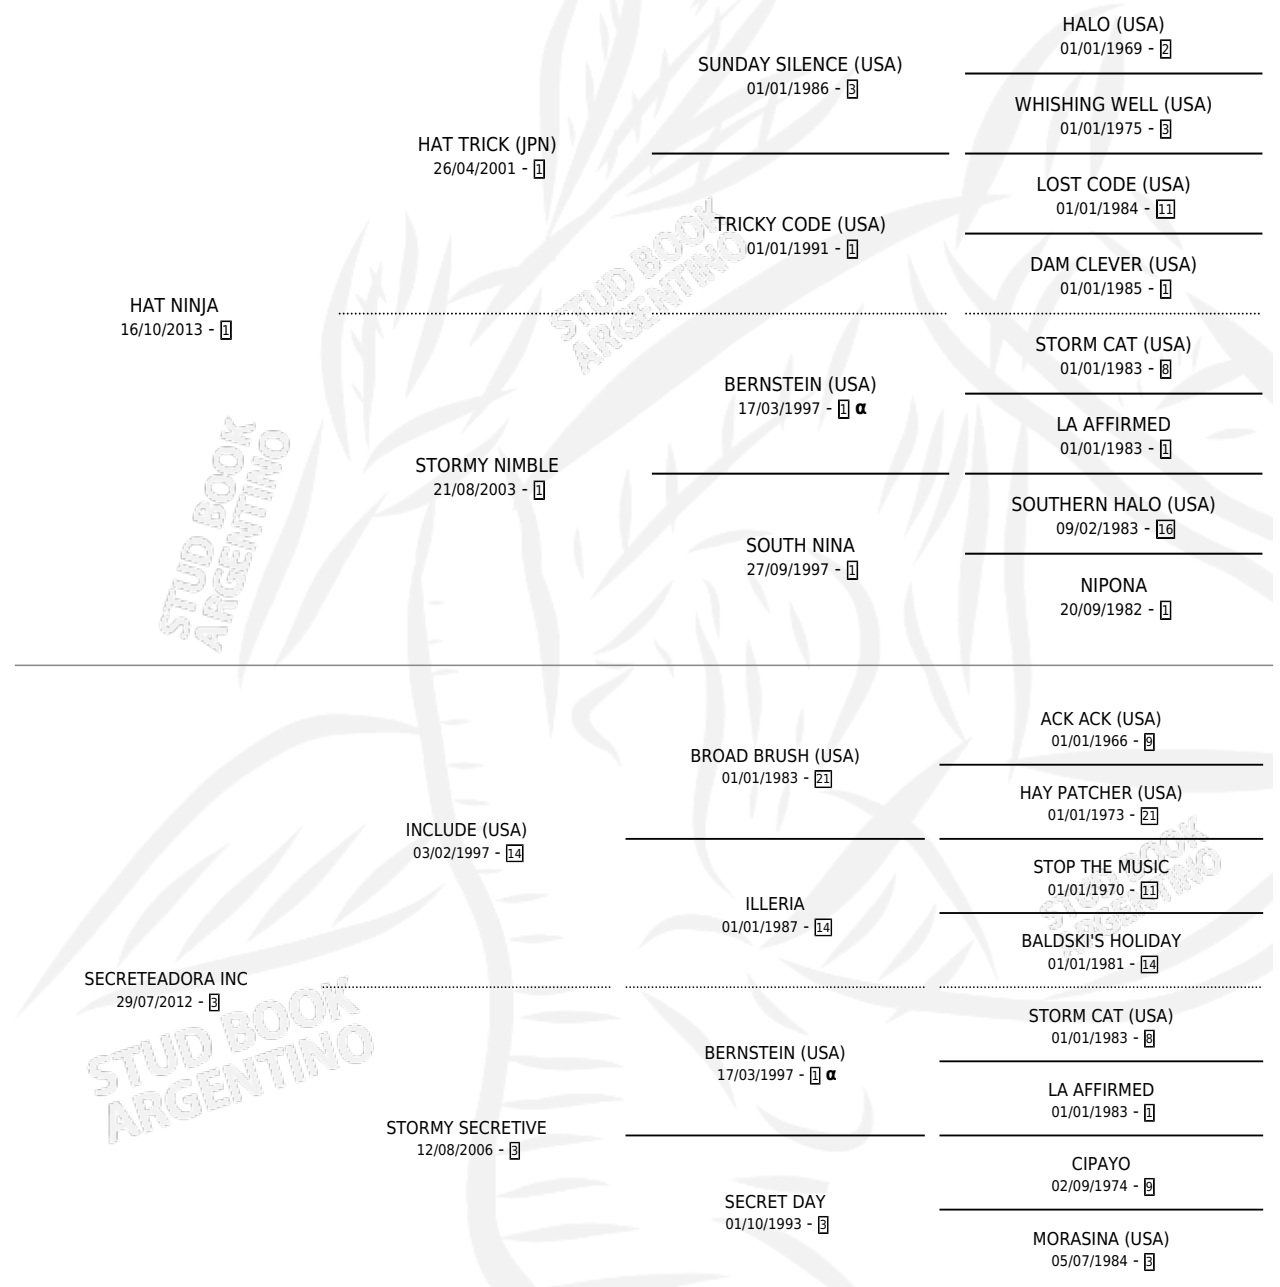 HALO (USA)
01/01/1969 - 2
SUNDAY SILENCE (USA)
01/01/1986 - 3
WHISHING WELL (USA)
01/01/1975 - 3
HAT TRICK (JPN)
26/04/2001 - 1
LOST CODE (USA)
01/01/1984 - 11
TRICKY CODE (USA)
01/01/1991 - 1
DAM CLEVER (USA)
01/01/1985 - 1
HAT NINJA
16/10/2013 - 1
STORM CAT (USA)
01/01/1983 - 8
BERNSTEIN (USA)
17/03/1997 - 1 α
LA AFFIRMED
01/01/1983 - 1
STORMY NIMBLE
21/08/2003 - 1
SOUTHERN HALO (USA)
09/02/1983 - 16
SOUTH NINA
27/09/1997 - 1
NIPONA
20/09/1982 - 1
STUD BOOK
ARGENTINO
STUD BOOK
ARGENTINO
ACK ACK (USA)
01/01/1966 - 9
BROAD BRUSH (USA)
01/01/1983 - 21
HAY PATCHER (USA)
01/01/1973 - 21
INCLUDE (USA)
03/02/1997 - 14
STOP THE MUSIC
01/01/1970 - 11
ILLERIA
01/01/1987 - 14
BALDSKI'S HOLIDAY
01/01/1981 - 14
SECRETEADORA INC
29/07/2012 - 3
STORM CAT (USA)
01/01/1983 - 8
BERNSTEIN (USA)
17/03/1997 - 1 α
LA AFFIRMED
01/01/1983 - 1
STORMY SECRETIVE
12/08/2006 - 3
CIPAYO
02/09/1974 - 9
SECRET DAY
01/10/1993 - 3
MORASINA (USA)
05/07/1984 - 3
STUD BOOK
ARGENTINO
STUD BOOK
ARGENTINO